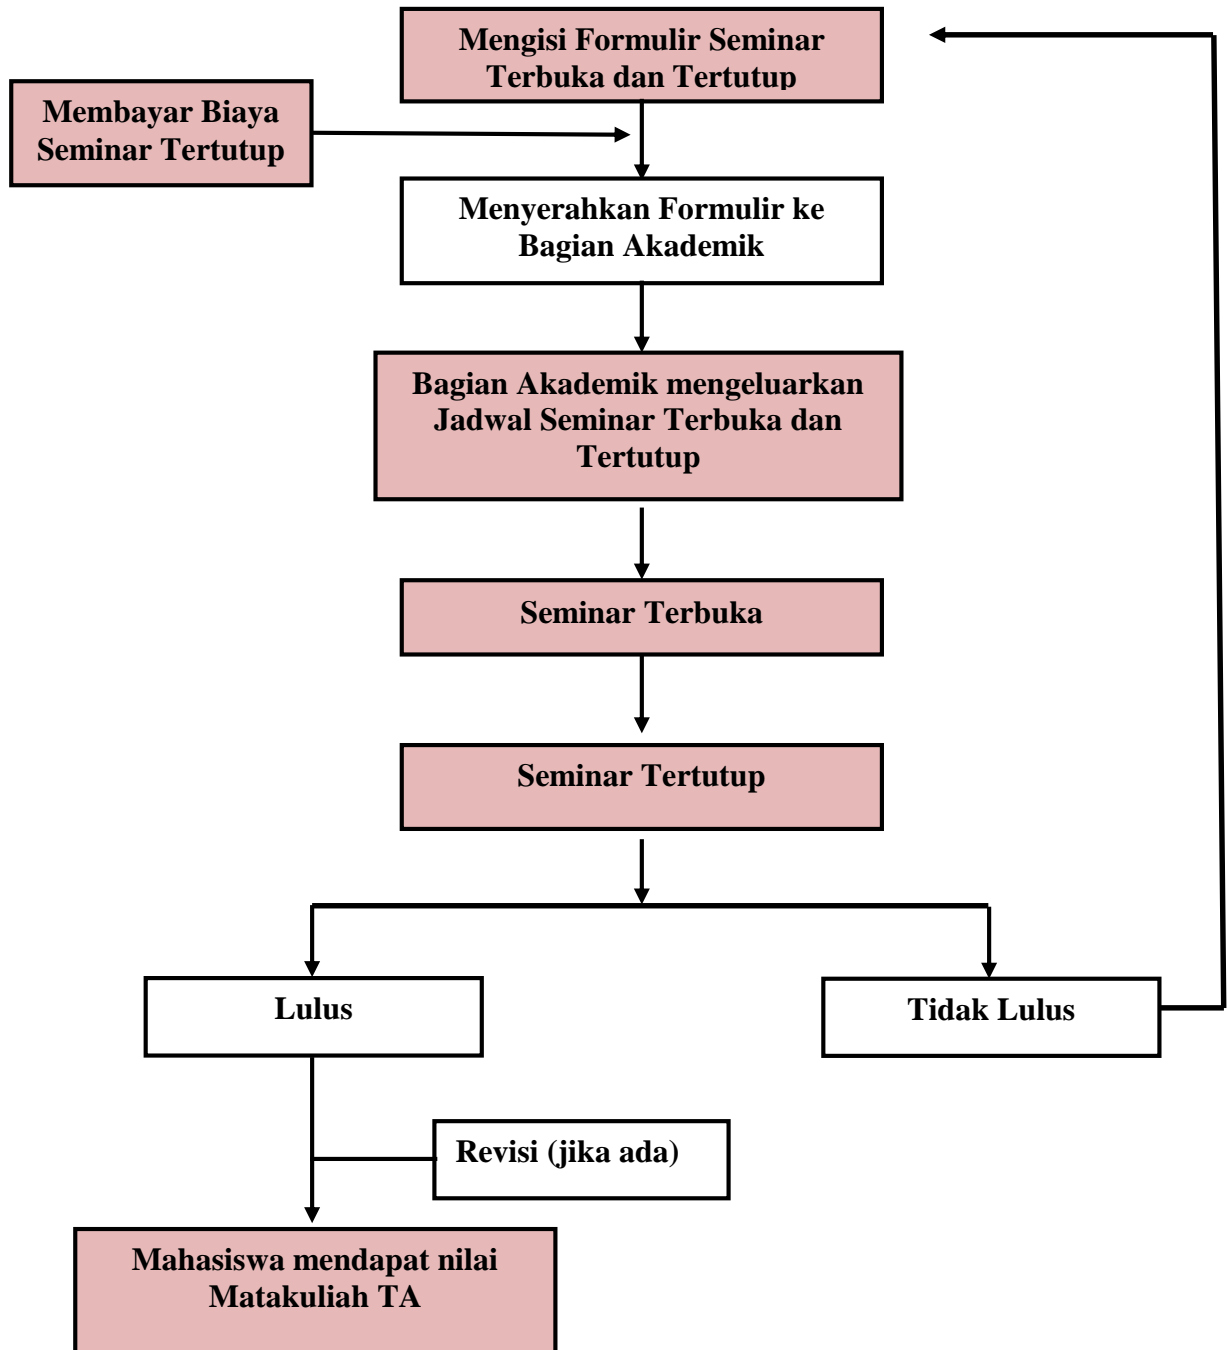 Mengisi Formulir Seminar
Terbuka dan Tertutup
Membayar Biaya
Seminar Tertutup
Menyerahkan Formulir ke
Bagian Akademik
Bagian Akademik mengeluarkan
Jadwal Seminar Terbuka dan
Tertutup
Seminar Terbuka
Seminar Tertutup
Lulus
Tidak Lulus
Revisi (jika ada)
Mahasiswa mendapat nilai
Matakuliah TA